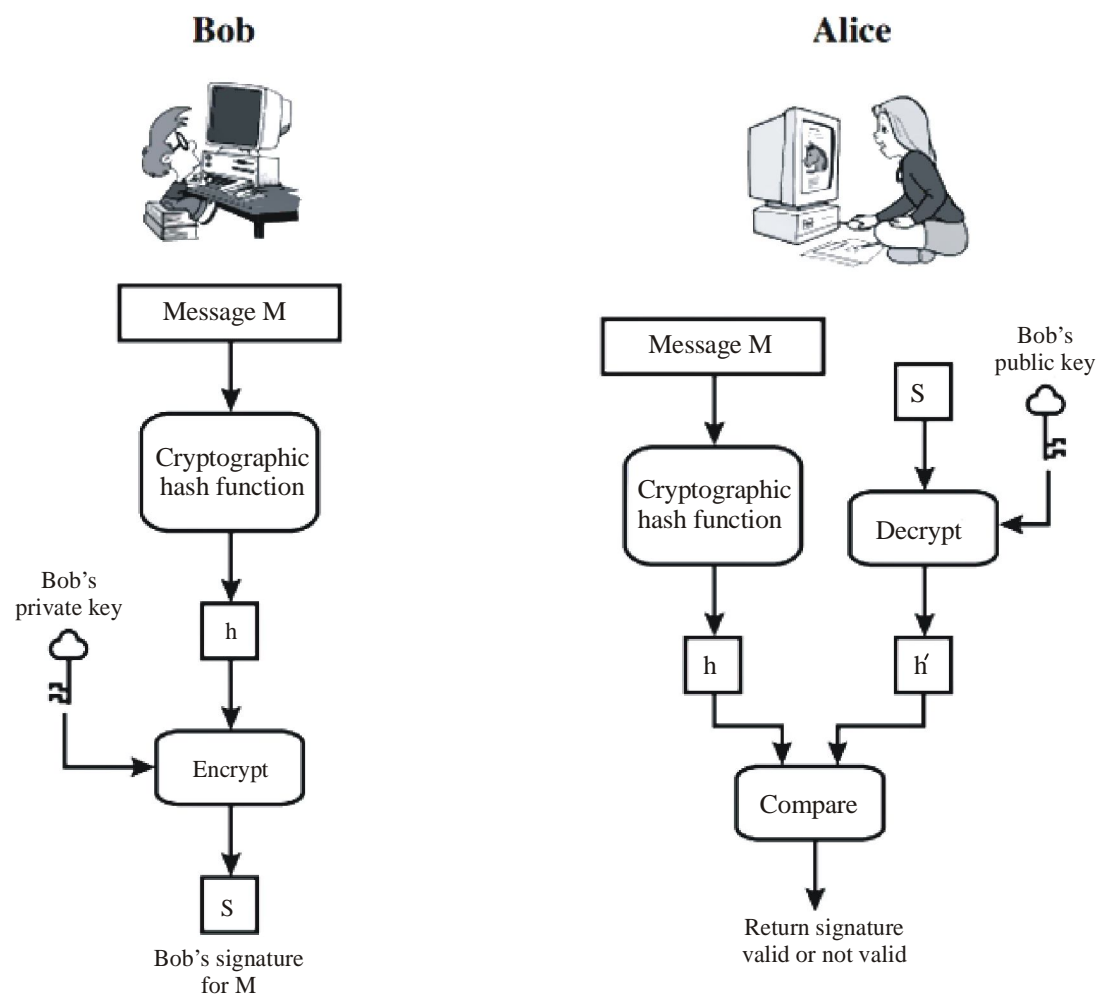 Bob
Message M
Cryptographic
hash function
Bob's
private key
h
Encrypt
S
Bob's signature
for M
Alice
Message M
Bob's
public key
S
Cryptographic
hash function
Decrypt
h
h′
Compare
Return signature
valid or not valid